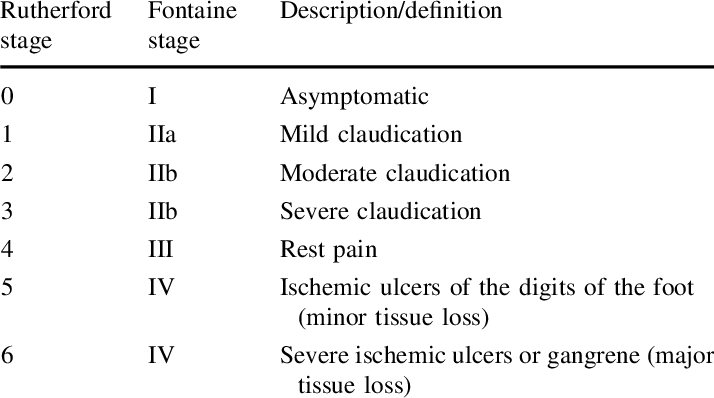 Rutherford stage Fontaine stage Description/definition
0 I Asymptomatic
1 IIa Mild claudication
2 IIb Moderate claudication
3 IIb Severe claudication
4 III Rest pain
5 IV Ischemic ulcers of the digits of the foot
(minor tissue loss)
6 IV Severe ischemic ulcers or gangrene (major
tissue loss)